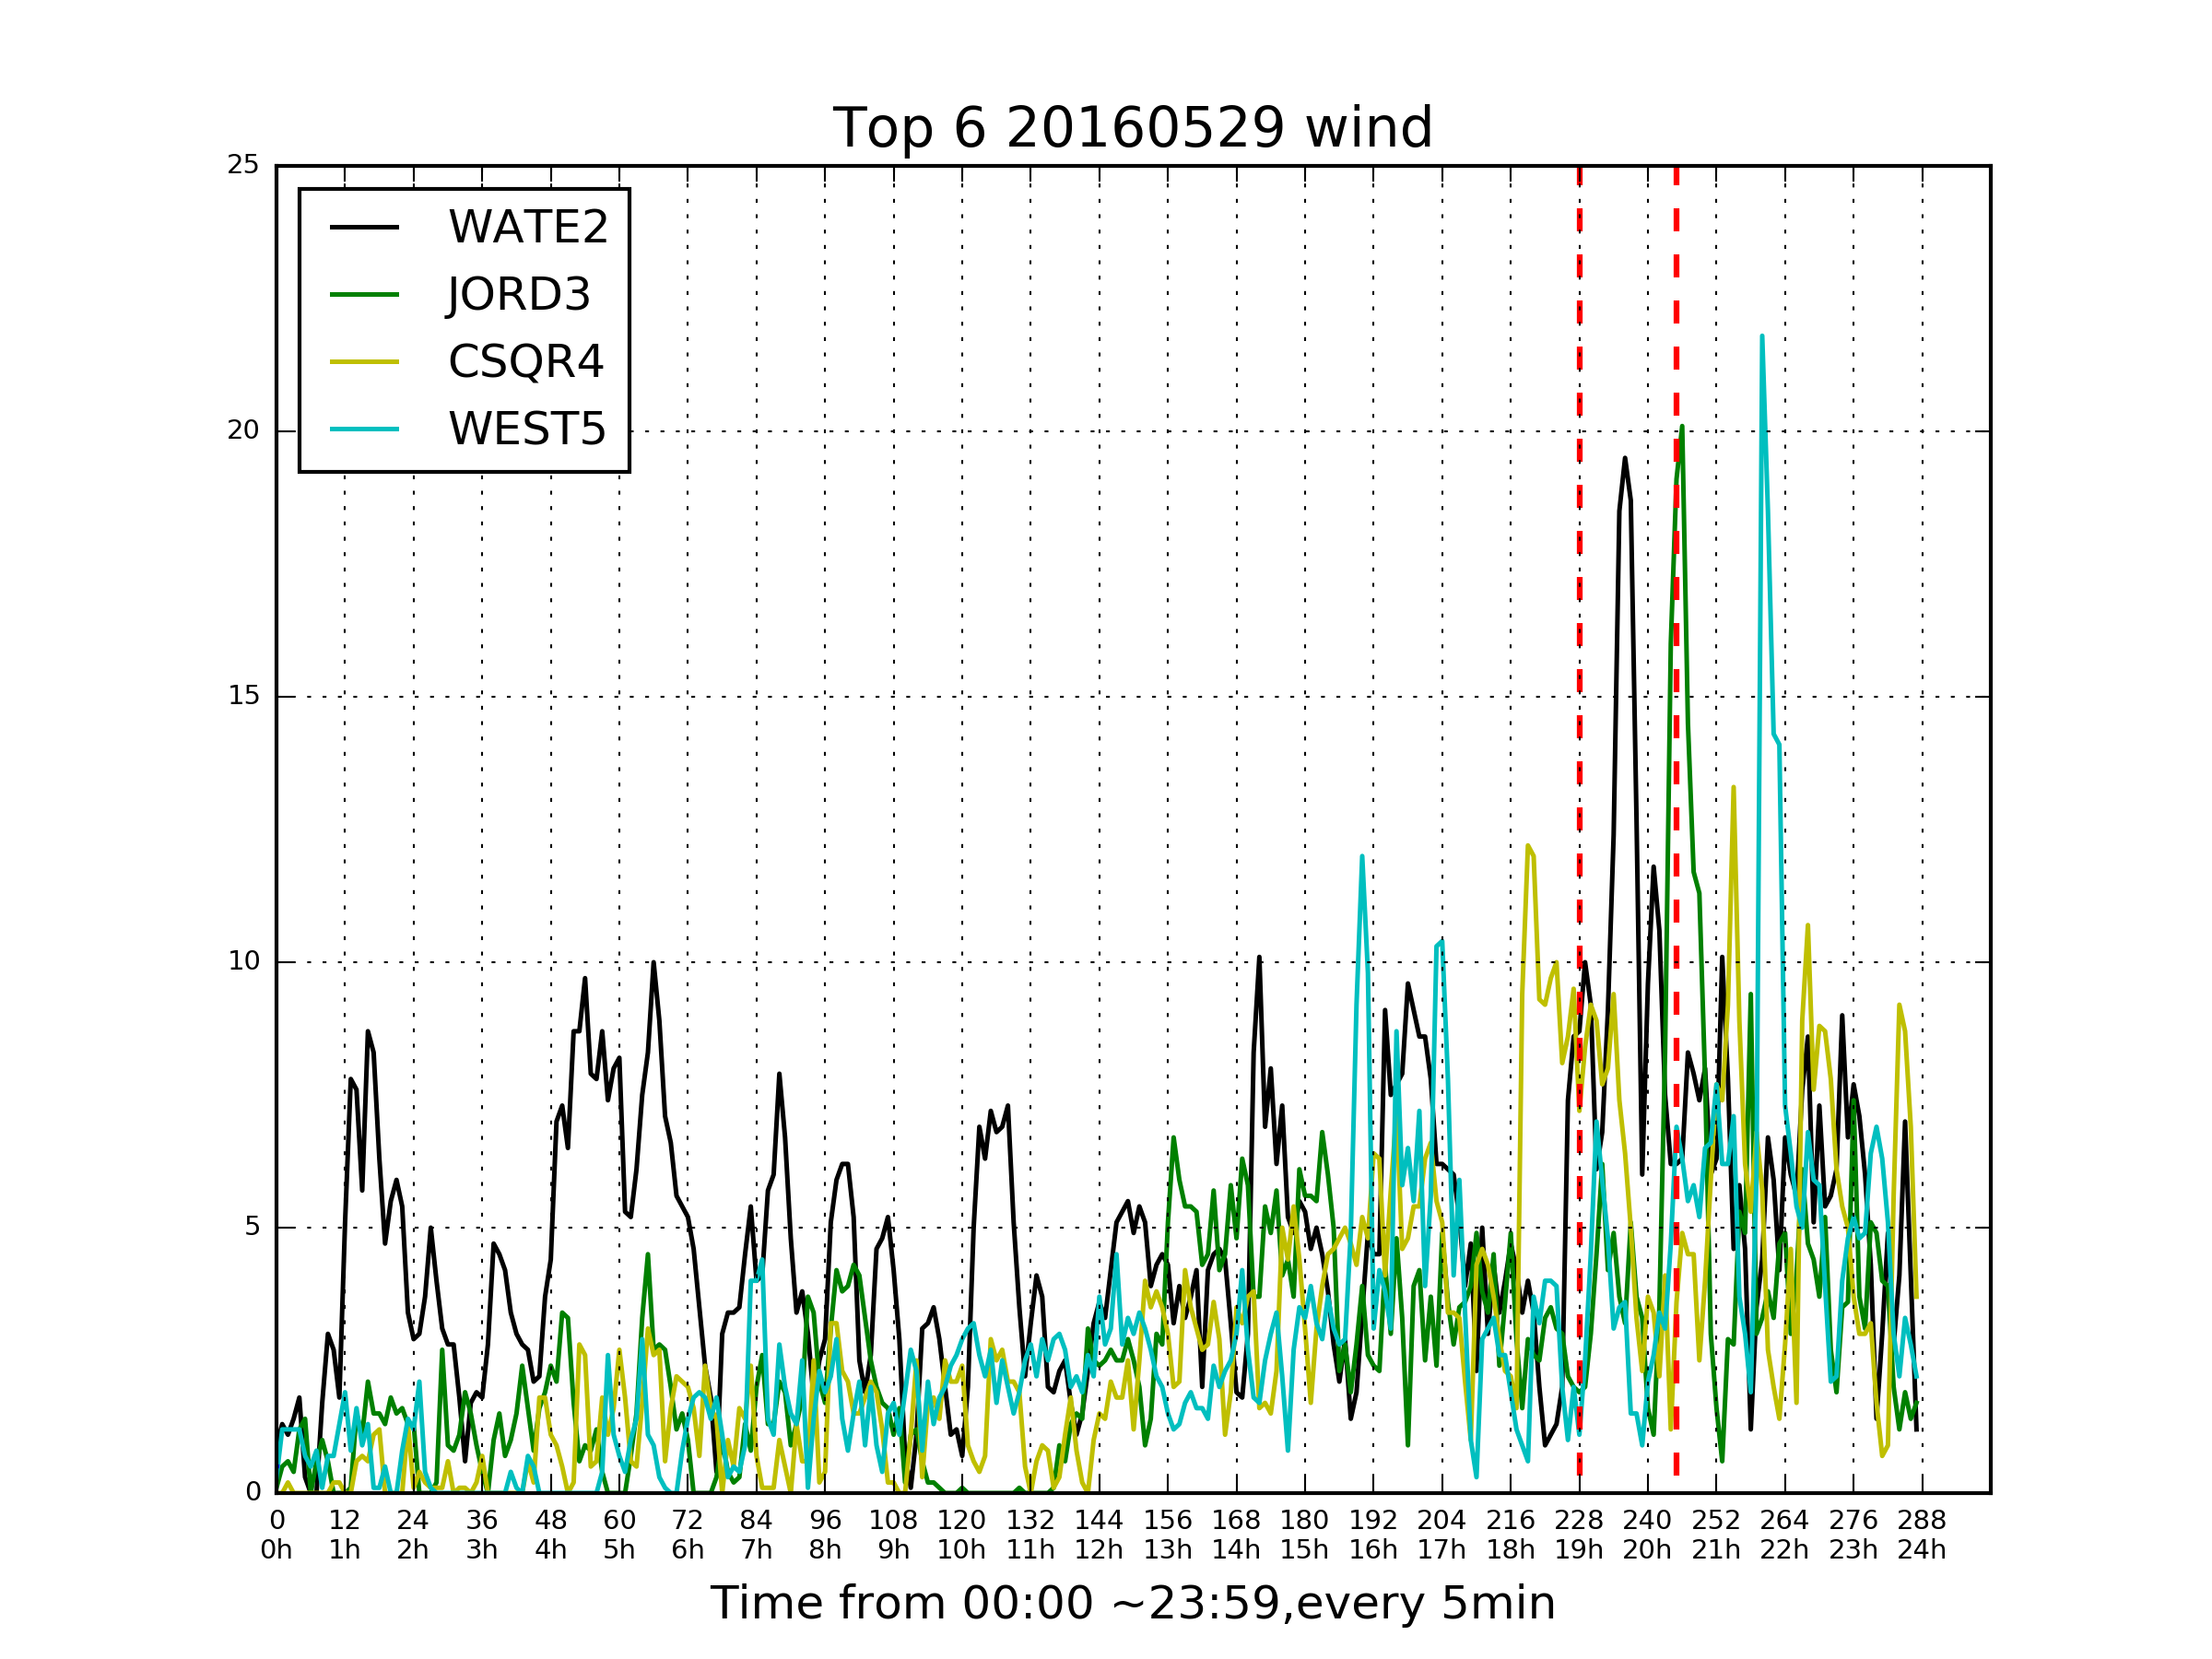 Top 6 20160529 wind
25
20
15
10
5
0
WATE2
JORD3
CSQR4
WEST5
0 12 24 36 48 60 72 84 96 108 120 132 144 156 168 180 192 204 216 228 240 252 264 276 288
0h 1h 2h 3h 4h 5h 6h 7h 8h 9h 10h 11h 12h 13h 14h 15h 16h 17h 18h 19h 20h 21h 22h 23h 24h
Time from 00:00 ~23:59,every 5min